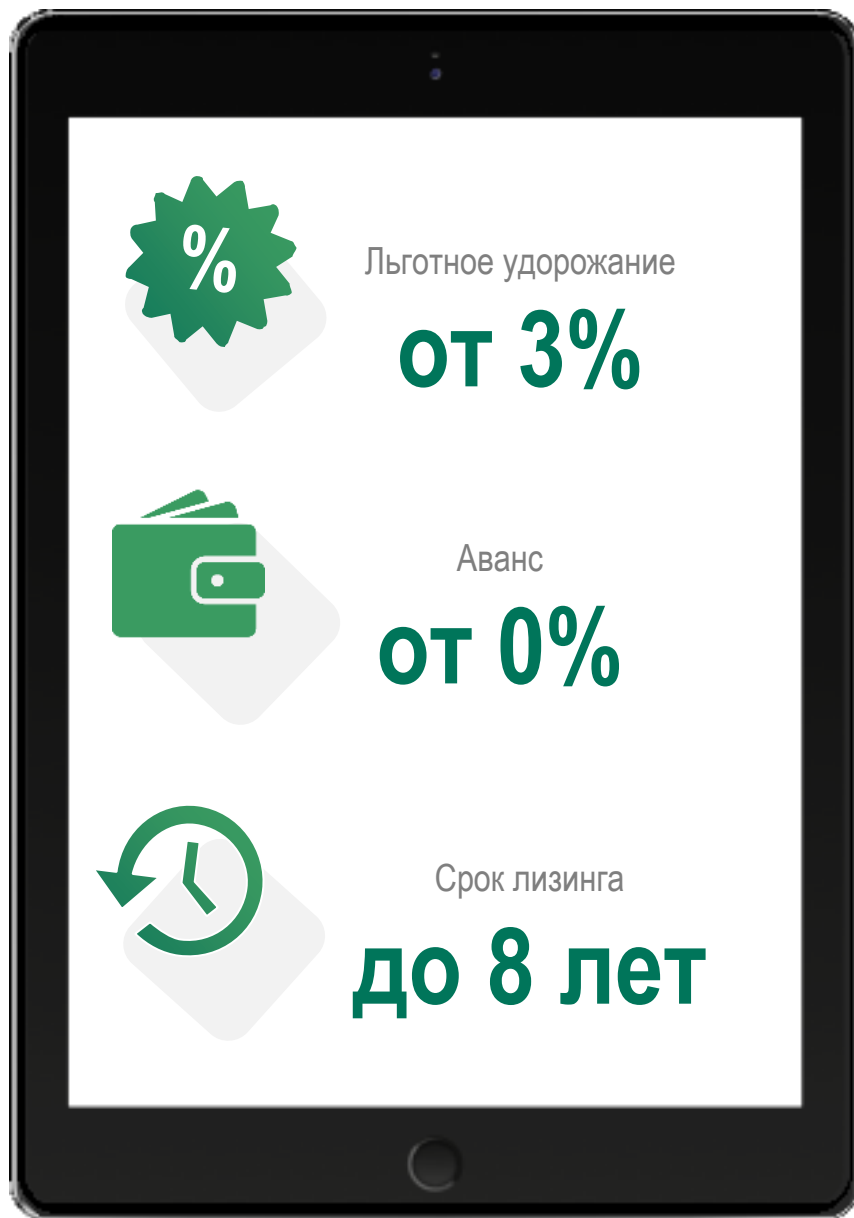 %
Льготное удорожание
от 3%
Аванс
от 0%
Срок лизинга
до 8 лет